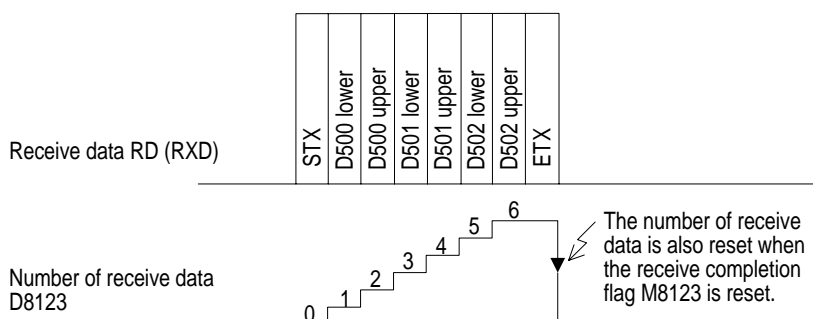 Receive data RD (RXD)
STX
D500 lower
D500 upper
D501 lower
D501 upper
D502 lower
D502 upper
ETX
Number of receive data
D8123
0
1
2
3
4
5
6
The number of receive
data is also reset when
the receive completion
flag M8123 is reset.